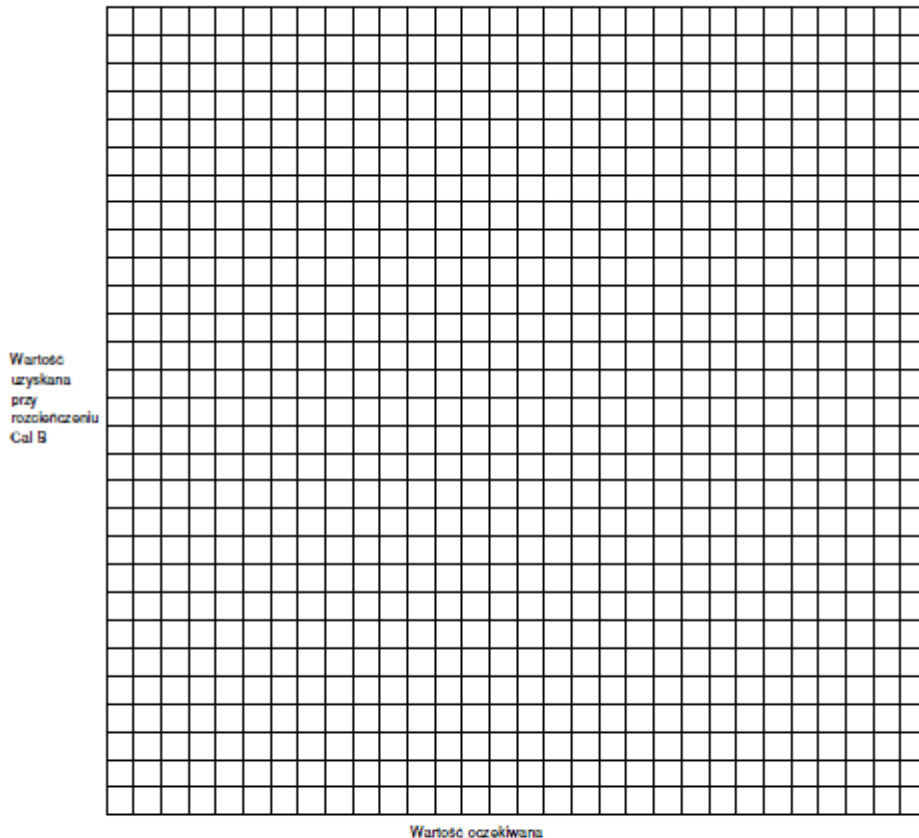 Wartość
uzyskana
przy
rozcieńczeniu
Cal B
Wartość oczekiwana